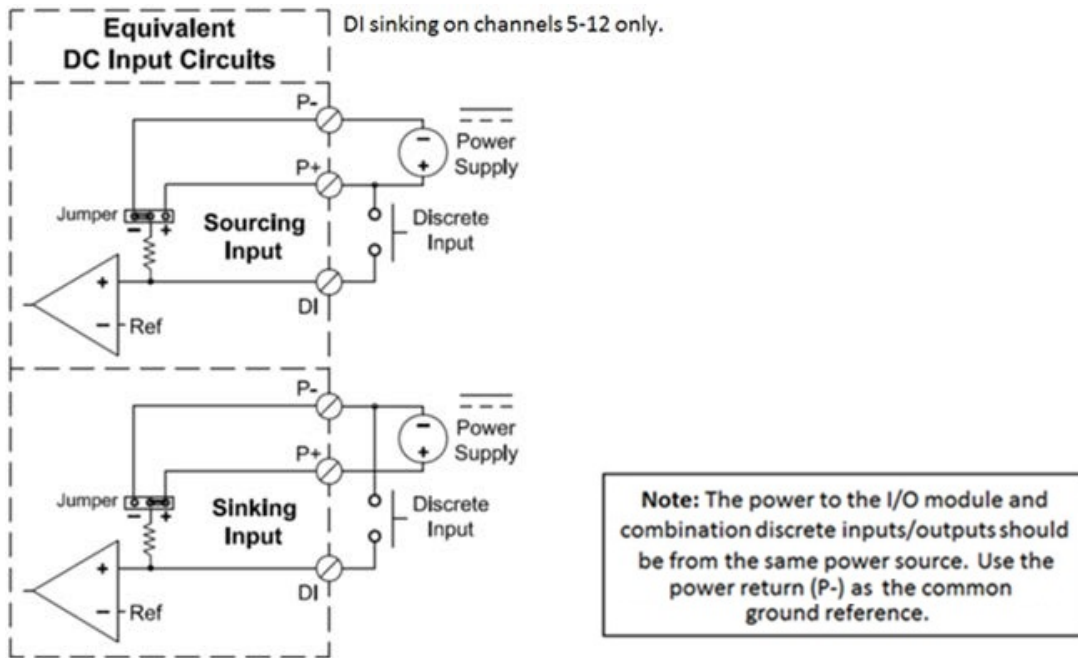 Equivalent
DC Input Circuits
DI sinking on channels 5-12 only.
P-
-
+
Power
Supply
P+
Jumper
- +
Sourcing
Input
Discrete
Input
+
DI
-
Ref
P-
-
+
Power
Supply
P+
Jumper
- +
Sinking
Input
Discrete
Input
+
DI
-
Ref
Note: The power to the I/O module and
combination discrete inputs/outputs should
be from the same power source. Use the
power return (P-) as the common
ground reference.